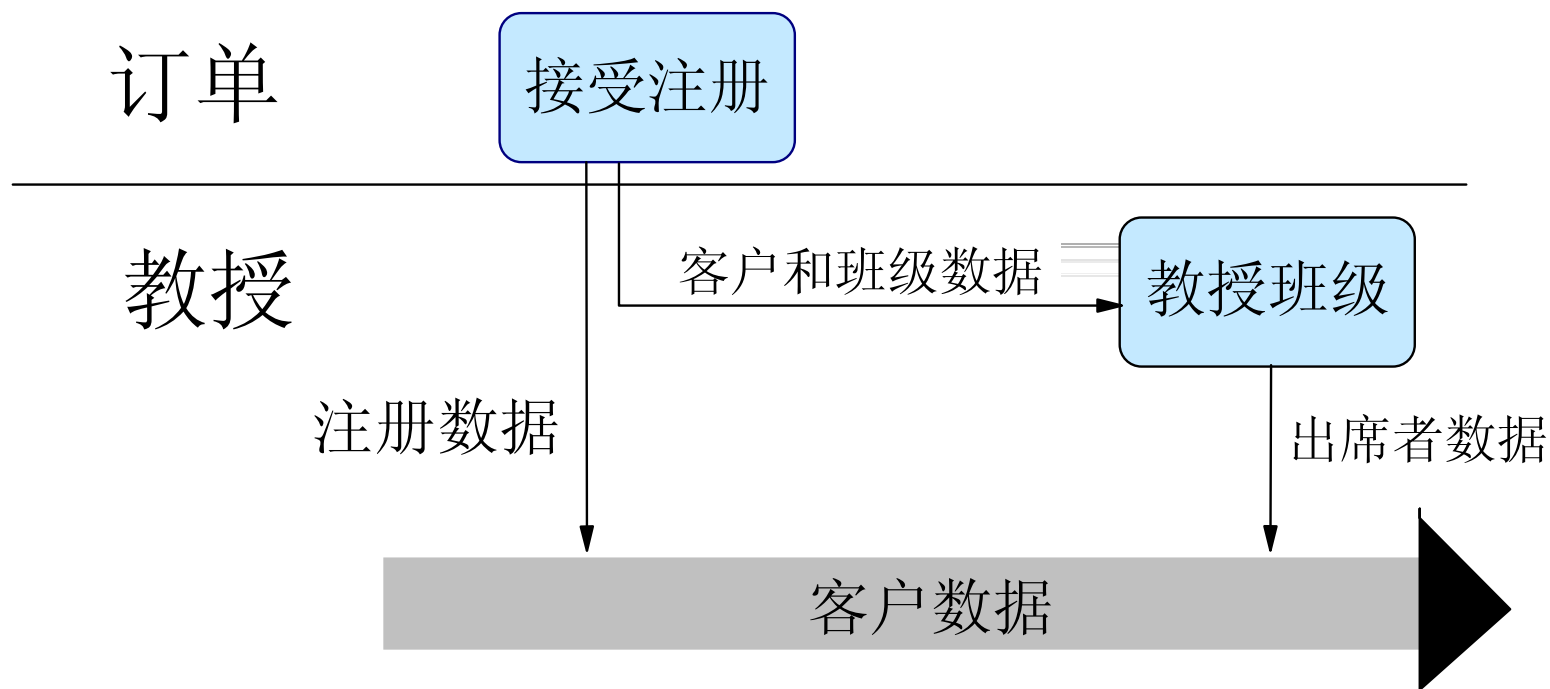 订单
接受注册
教授
客户和班级数据
教授班级
注册数据
出席者数据
客户数据